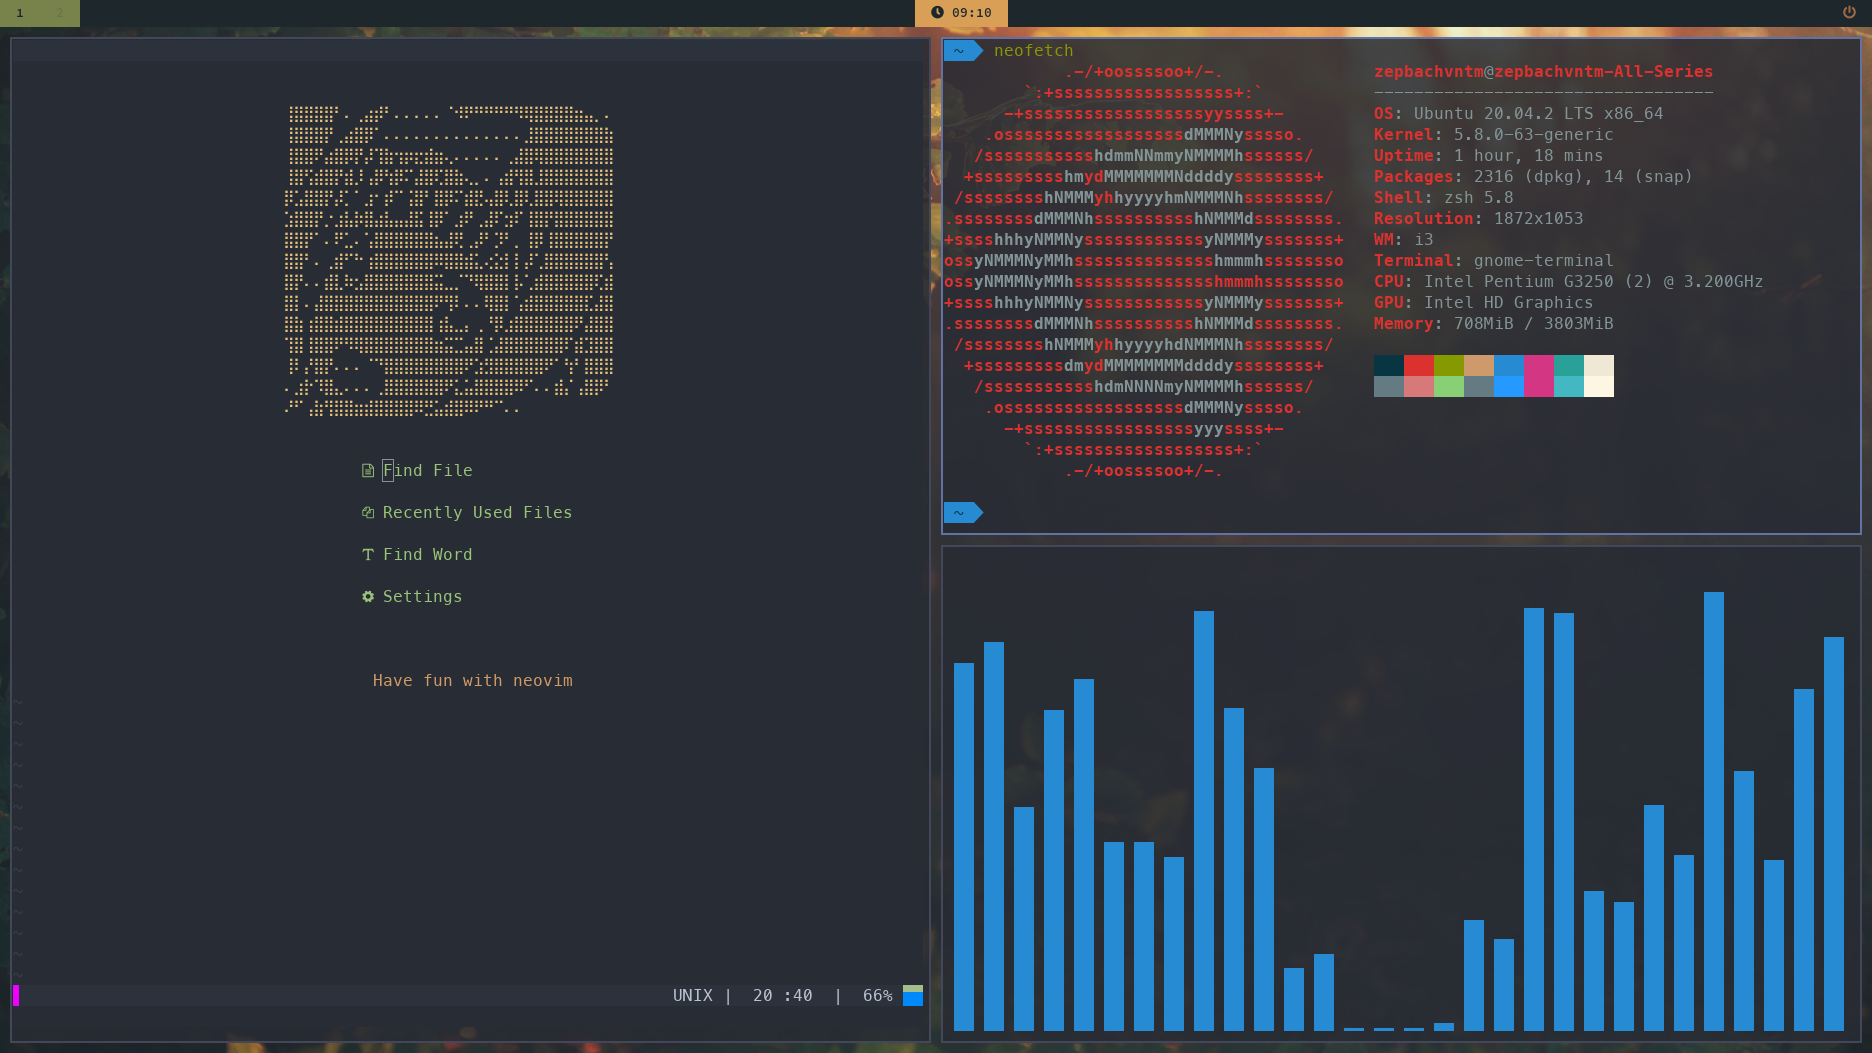 1 2
09:10
Find File
Recently Used Files
Find Word
Settings
Have fun with neovim
UNIX | 20 :40 | 66%
~ neofetch
.-/+oossssoo+/-.
`:+ssssssssssssssssss+:`
-+ssssssssssssssssssyyssss+-
.ossssssssssssssssssdMMMNysssso.
/ssssssssssshdmmNNmmyNMMMMhssssss/
+ssssssssshmydMMMMMMMNddddyssssssss+
/sssssssshNMMMyhhyyyyhmNMMMNhssssssss/
.ssssssssdMMMNhsssssssssshNMMMdssssssss.
+sssshhhyNMMNyssssssssssssyNMMMysssssss+
ossyNMMMNyMMhsssssssssssssshmmmhssssssso
ossyNMMMNyMMhsssssssssssssshmmmhssssssso
+sssshhhyNMMNyssssssssssssyNMMMysssssss+
.ssssssssdMMMNhsssssssssshNMMMdssssssss.
/sssssssshNMMMyhhyyyyhdNMMMNhssssssss/
+sssssssssdmydMMMMMMMMddddyssssssss+
/ssssssssssshdmNNNNmyNMMMMhssssss/
.ossssssssssssssssssdMMMNysssso.
-+sssssssssssssssssyyyssss+-
`:+ssssssssssssssssss+:`
.-/+oossssoo+/-.
zepbachvntm@zepbachvntm-All-Series
----------------------------------
OS: Ubuntu 20.04.2 LTS x86_64
Kernel: 5.8.0-63-generic
Uptime: 1 hour, 18 mins
Packages: 2316 (dpkg), 14 (snap)
Shell: zsh 5.8
Resolution: 1872x1053
WM: i3
Terminal: gnome-terminal
CPU: Intel Pentium G3250 (2) @ 3.200GHz
GPU: Intel HD Graphics
Memory: 708MiB / 3803MiB
~